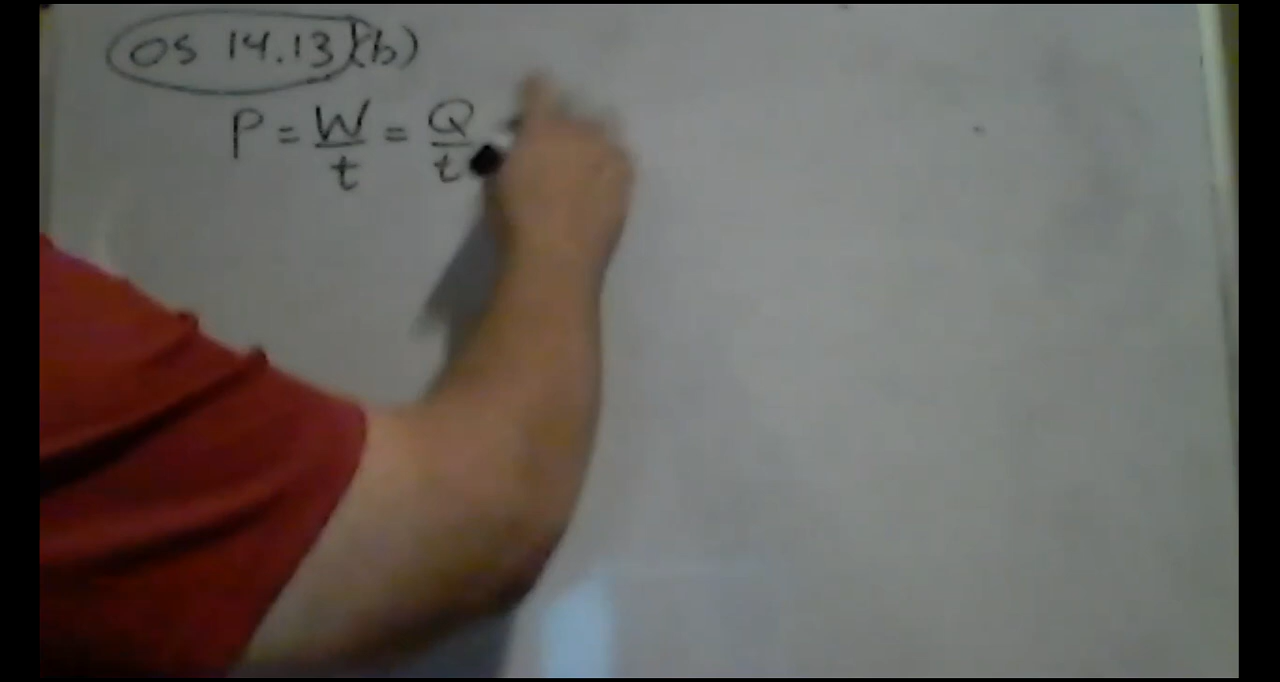 OS 14.13 (b)
P = W/t = Q/t